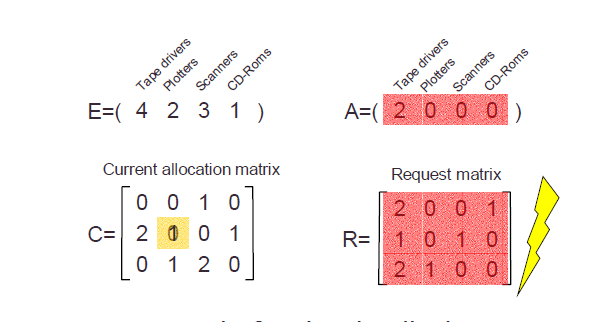 Tape drivers Plotters Scanners CD-Roms
E=( 4 2 3 1 )
Tape drivers Plotters Scanners CD-Roms
A=( 2 0 0 0 )
Current allocation matrix
C= 0 0 1 0
2 1 0 1
0 1 2 0
Request matrix
R= 2 0 0 1
1 0 1 0
2 1 0 0